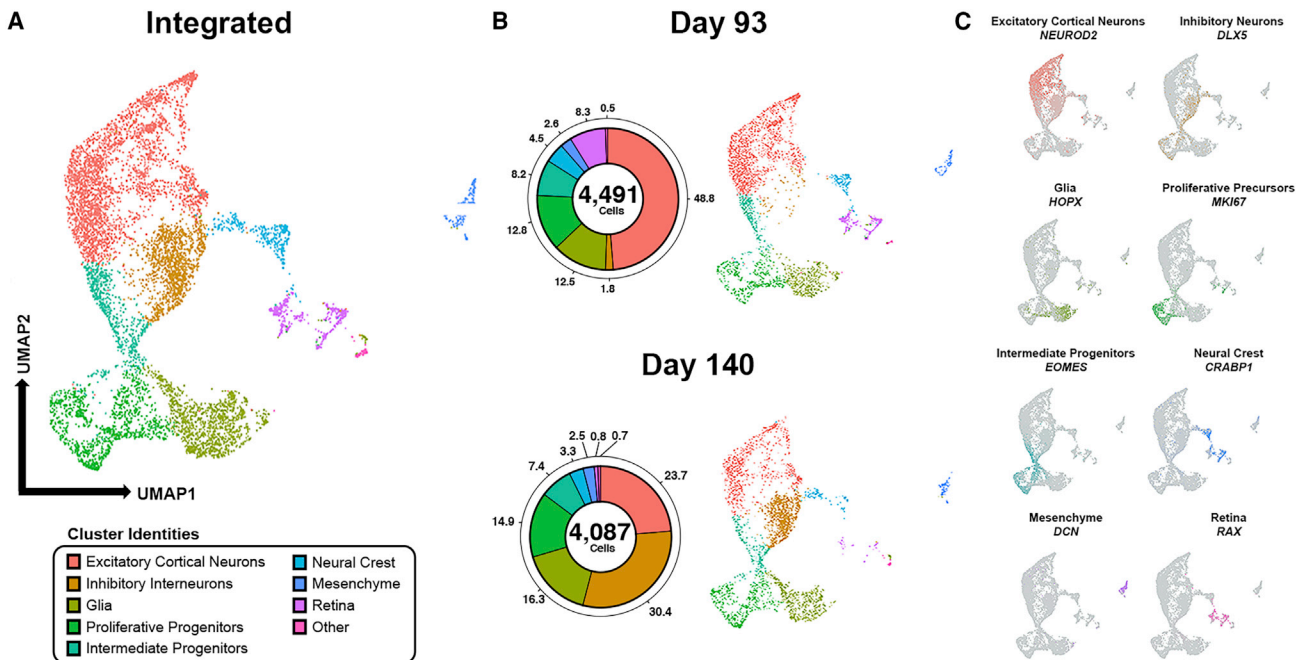 A
Integrated
UMAP2
UMAP1
Cluster Identities
Excitatory Cortical Neurons
Inhibitory Interneurons
Glia
Proliferative Progenitors
Intermediate Progenitors
Neural Crest
Mesenchyme
Retina
Other
B
Day 93
0.5
8.3
2.6
4.5
8.2
12.8
12.5
1.8
48.8
4,491
Cells
Day 140
0.7
0.8
2.5
3.3
7.4
14.9
16.3
30.4
23.7
4,087
Cells
C
Excitatory Cortical Neurons
NEUROD2
Inhibitory Neurons
DLX5
Glia
HOPX
Proliferative Precursors
MKI67
Intermediate Progenitors
EOMES
Neural Crest
CRABP1
Mesenchyme
DCN
Retina
RAX